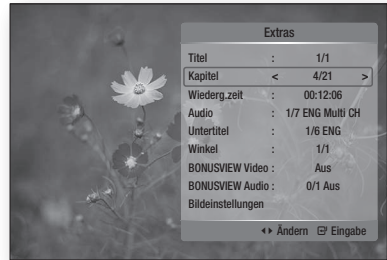 Extras
Titel : 1/1
Kapitel < 4/21 >
Wiederg.zeit : 00:12:06
Audio : 1/7 ENG Multi CH
Untertitel : 1/6 ENG
Winkel : 1/1
BONUSVIEW Video : Aus
BONUSVIEW Audio : 0/1 Aus
Bildeinstellungen
◄► Ändern Eingabe